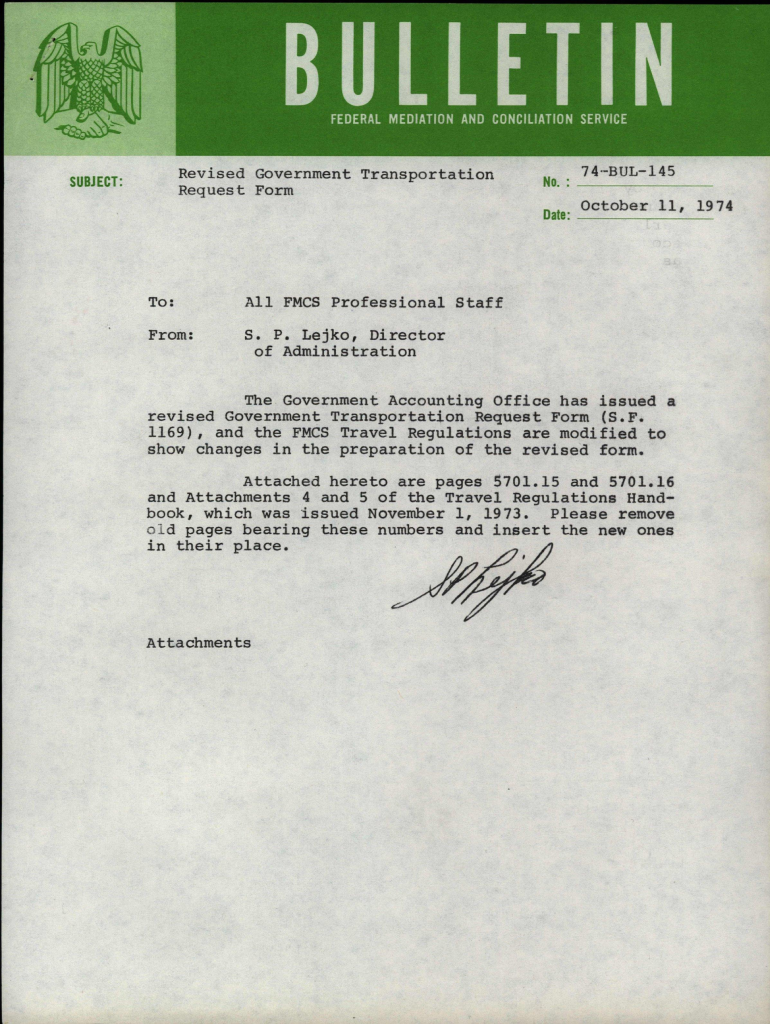 BULLETIN
FEDERAL MEDIATION AND CONCILIATION SERVICE
SUBJECT: Revised Government Transportation
Request Form
No. : 74-BUL-145
Date: October 11, 1974
To: All FMCS Professional Staff
From: S. P. Lejko, Director
of Administration
The Government Accounting Office has issued a
revised Government Transportation Request Form (S.F.
1169), and the FMCS Travel Regulations are modified to
show changes in the preparation of the revised form.
Attached hereto are pages 5701.15 and 5701.16
and Attachments 4 and 5 of the Travel Regulations Hand-
book, which was issued November 1, 1973. Please remove
old pages bearing these numbers and insert the new ones
in their place.
SPLejko
Attachments